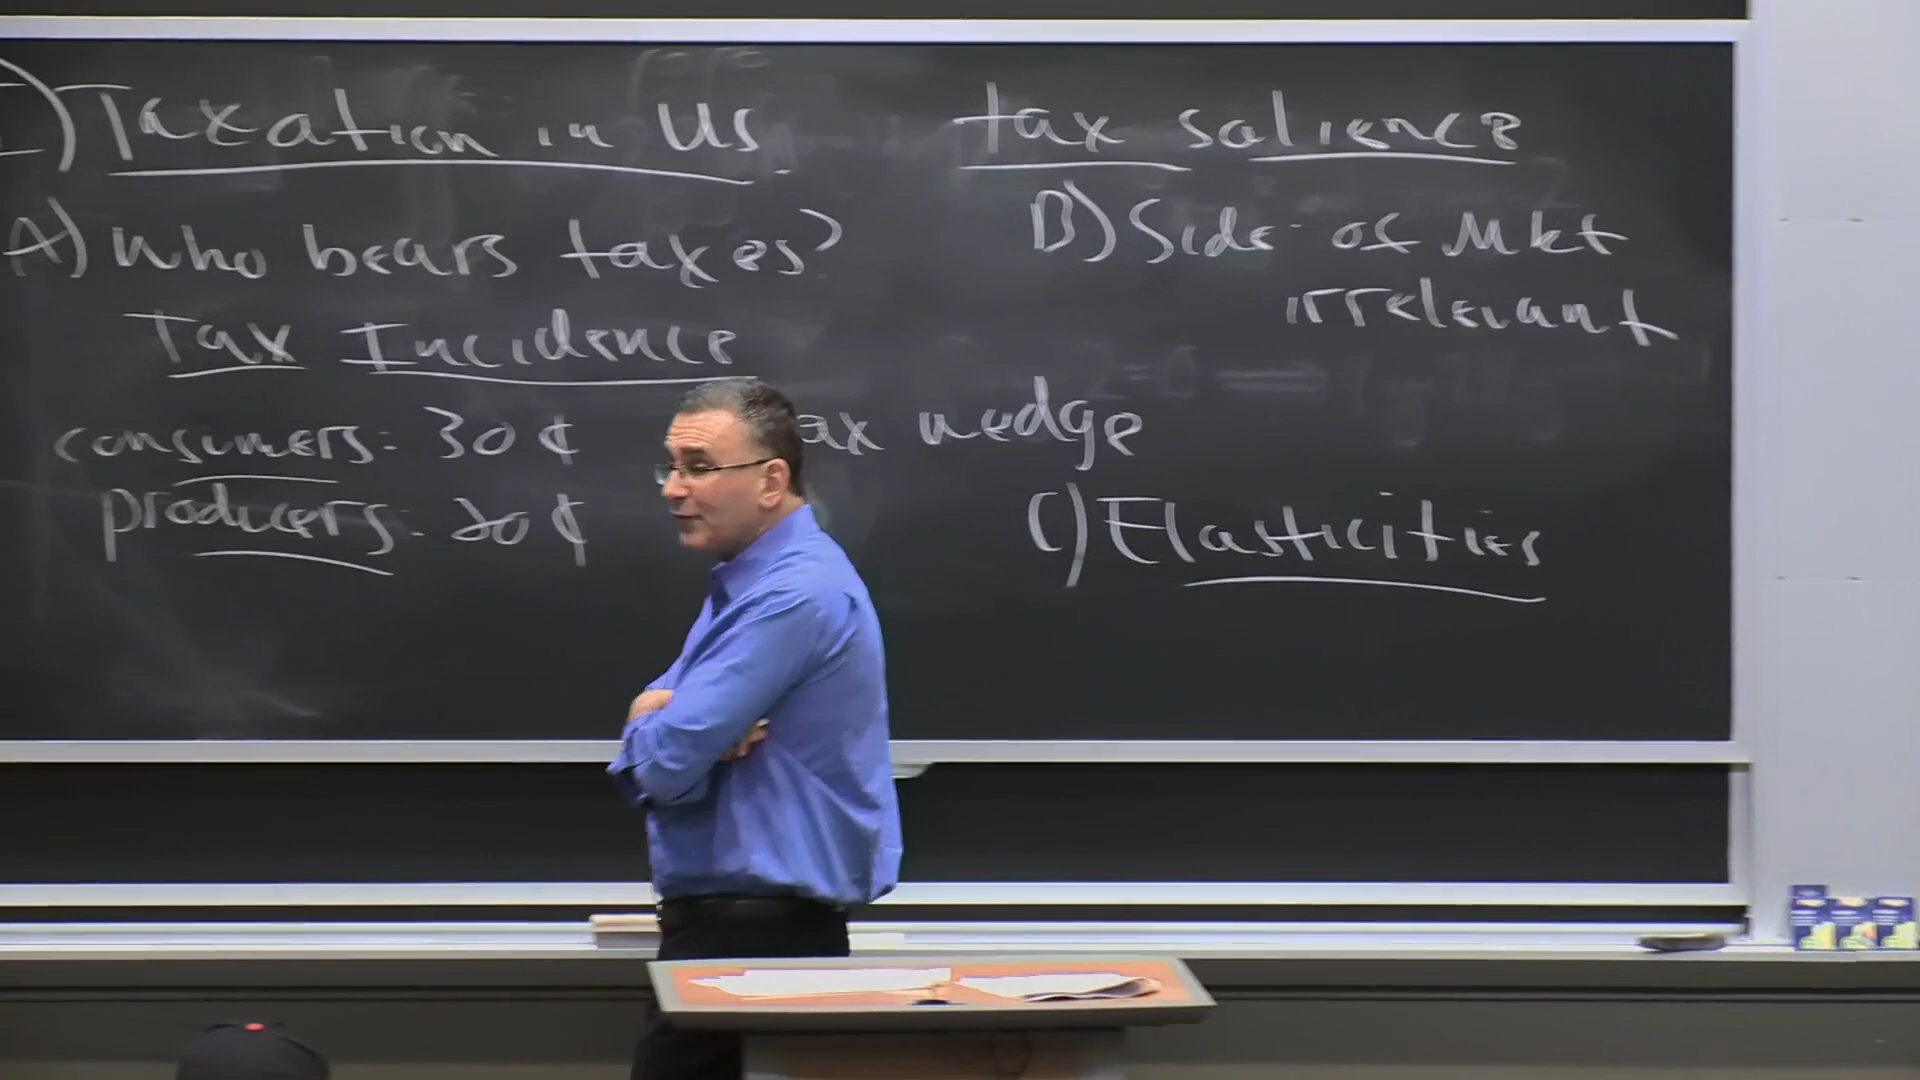 I) Taxation in US
A) Who bears taxes?
Tax Incidence
consumers: 30¢
producers: 20¢
tax salience
B) Side of Mkt
irrelevant
ax wedge
C) Elasticities